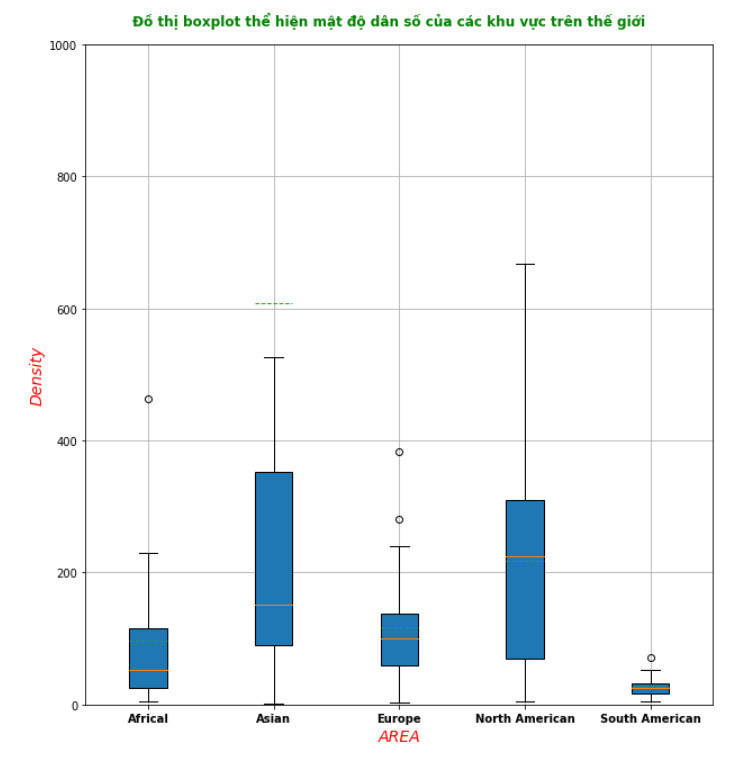 Đồ thị boxplot thể hiện mật độ dân số của các khu vực trên thế giới
1000
800
600
400
200
0
Density
Africal Asian Europe North American South American
AREA